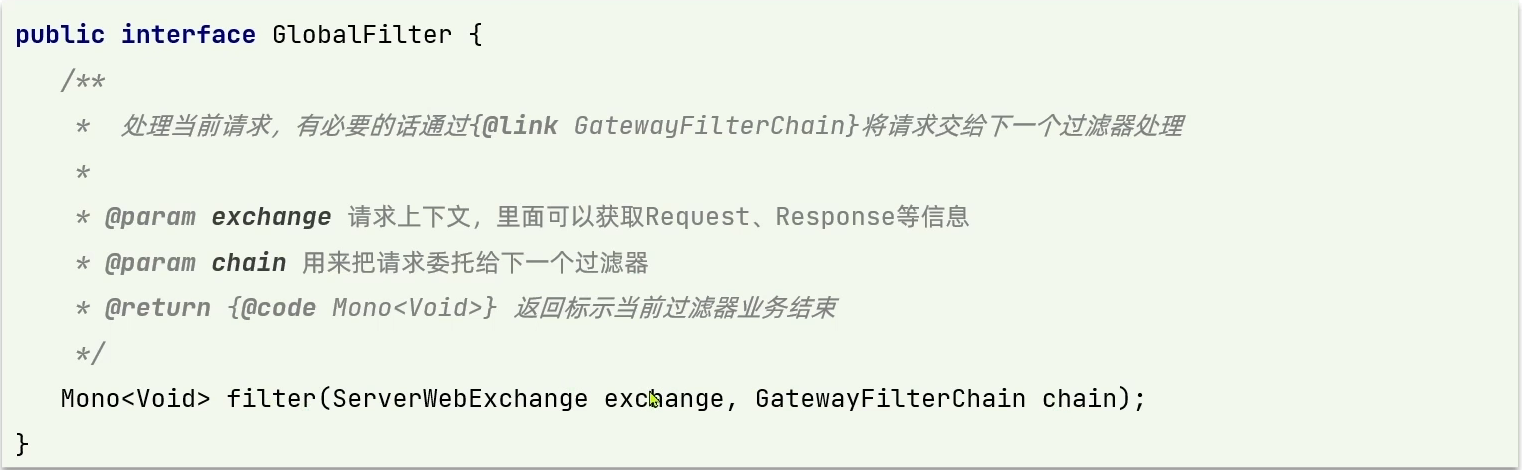 public interface GlobalFilter {
/**
* 处理当前请求，有必要的话通过{@link GatewayFilterChain}将请求交给下一个过滤器处理
*
* @param exchange 请求上下文，里面可以获取Request、Response等信息
* @param chain 用来把请求委托给下一个过滤器
* @return {@code Mono<Void>} 返回标示当前过滤器业务结束
*/
Mono<Void> filter(ServerWebExchange exchange, GatewayFilterChain chain);
}